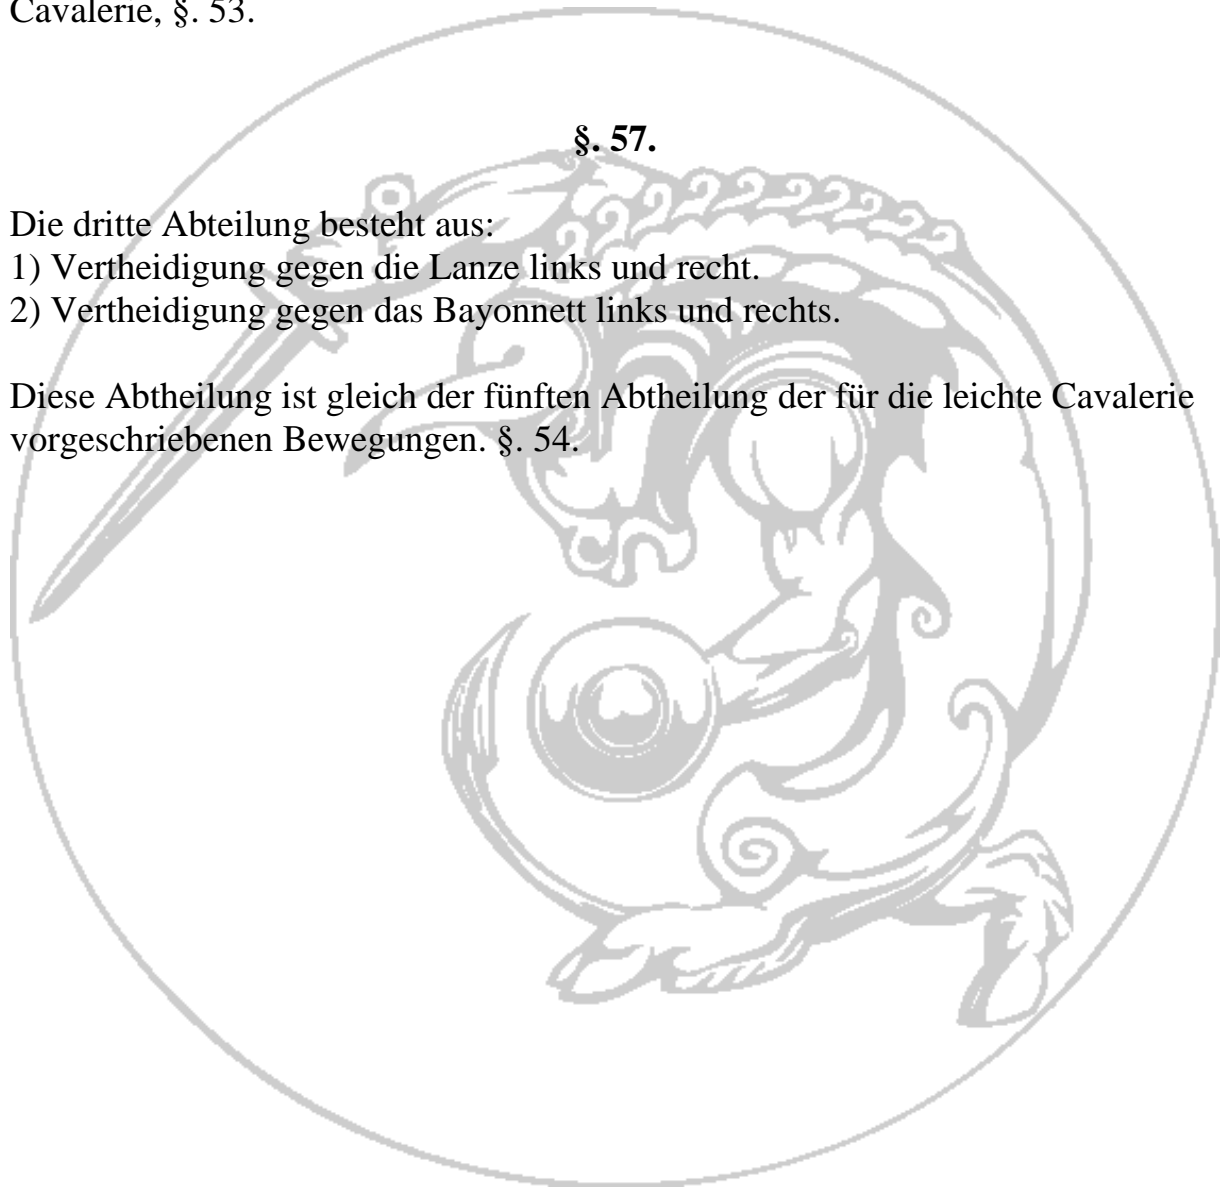 Cavalerie, §. 53.
§. 57.
Die dritte Abteilung besteht aus:
1) Vertheidigung gegen die Lanze links und recht.
2) Vertheidigung gegen das Bayonnett links und rechts.
Diese Abtheilung ist gleich der fünften Abtheilung der für die leichte Cavalerie
vorgeschriebenen Bewegungen. §. 54.